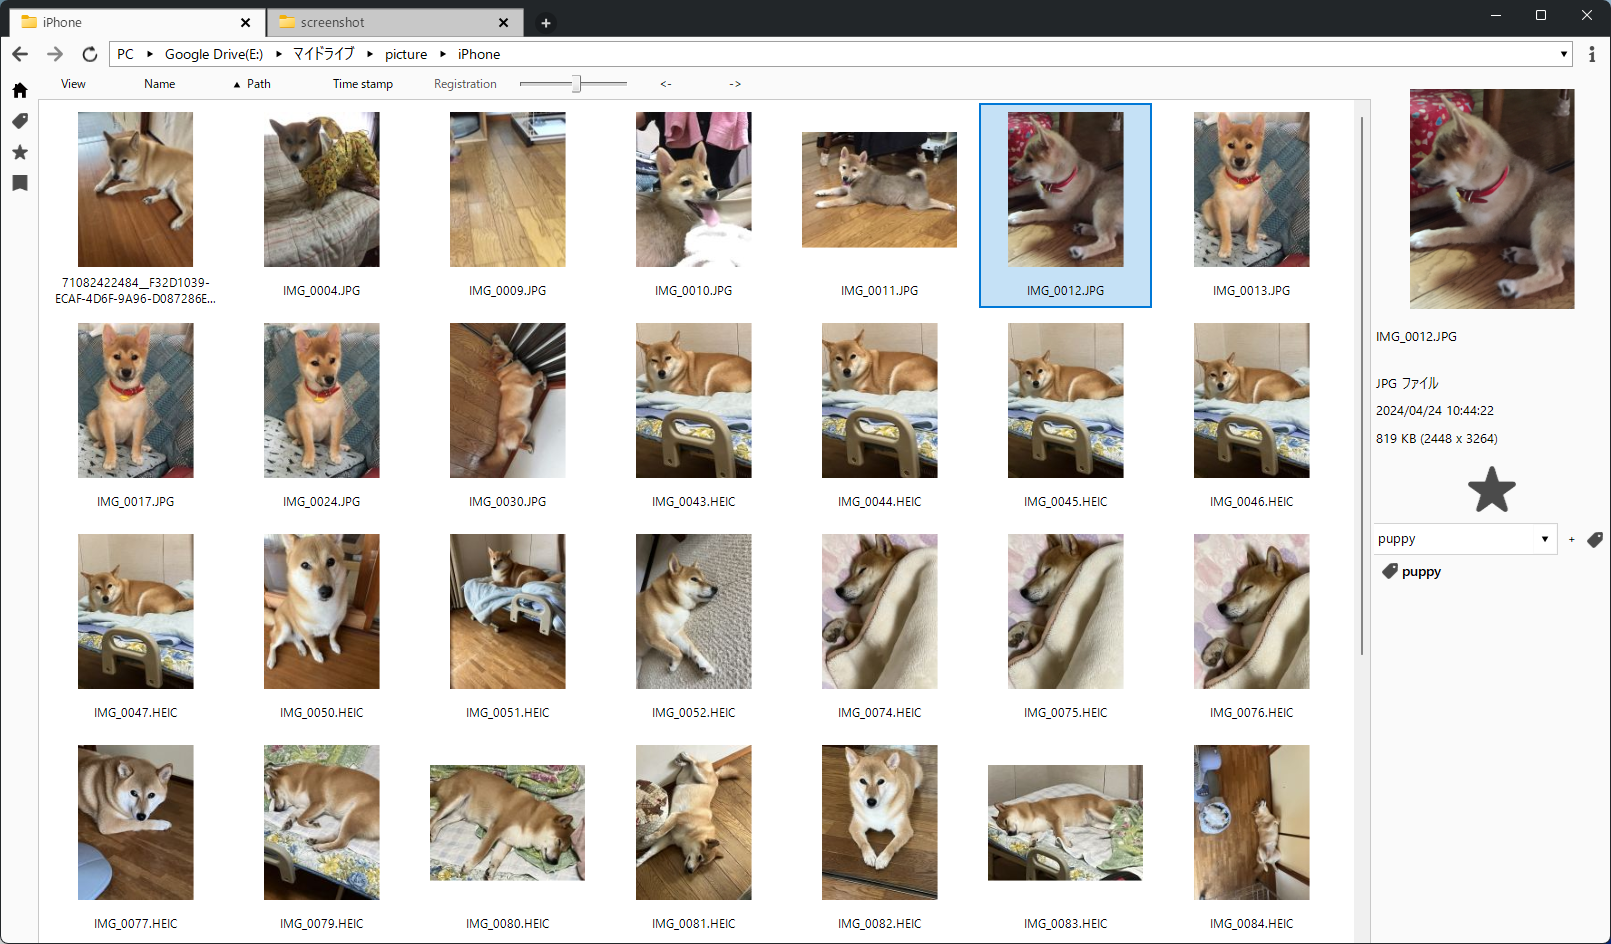 iPhone
screenshot
PC ▸ Google Drive(E:) ▸ マイドライブ ▸ picture ▸ iPhone
View Name ▲ Path Time stamp Registration <- ->
71082422484__F32D1039-
ECAF-4D6F-9A96-D087286E...
IMG_0004.JPG
IMG_0009.JPG
IMG_0010.JPG
IMG_0011.JPG
IMG_0012.JPG
IMG_0013.JPG
IMG_0017.JPG
IMG_0024.JPG
IMG_0030.JPG
IMG_0043.HEIC
IMG_0044.HEIC
IMG_0045.HEIC
IMG_0046.HEIC
IMG_0047.HEIC
IMG_0050.HEIC
IMG_0051.HEIC
IMG_0052.HEIC
IMG_0074.HEIC
IMG_0075.HEIC
IMG_0076.HEIC
IMG_0077.HEIC
IMG_0079.HEIC
IMG_0080.HEIC
IMG_0081.HEIC
IMG_0082.HEIC
IMG_0083.HEIC
IMG_0084.HEIC
IMG_0012.JPG
JPG ファイル
2024/04/24 10:44:22
819 KB (2448 x 3264)
puppy
+
puppy